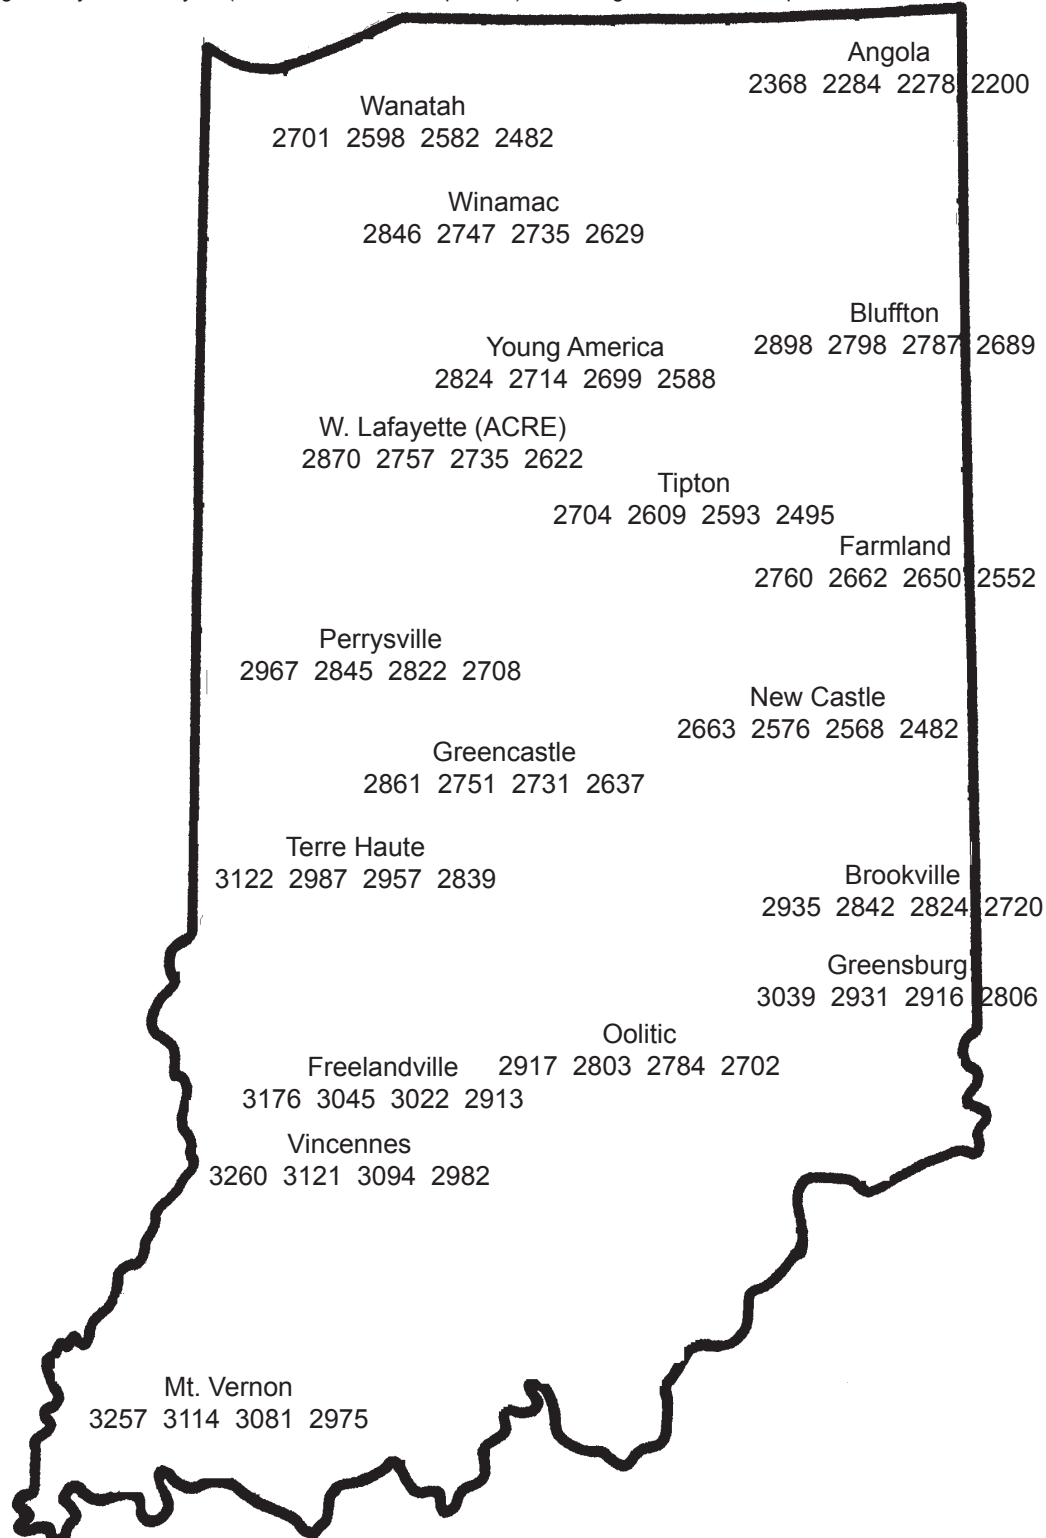 Angola
2368 2284 2278 2200
Wanatah
2701 2598 2582 2482
Winamac
2846 2747 2735 2629
Bluffton
2898 2798 2787 2689
Young America
2824 2714 2699 2588
W. Lafayette (ACRE)
2870 2757 2735 2622
Tipton
2704 2609 2593 2495
Farmland
2760 2662 2650 2552
Perrysville
2967 2845 2822 2708
New Castle
2663 2576 2568 2482
Greencastle
2861 2751 2731 2637
Terre Haute
3122 2987 2957 2839
Brookville
2935 2842 2824 2720
Greensburg
3039 2931 2916 2806
Oolitic
2917 2803 2784 2702
Freelandville
3176 3045 3022 2913
Vincennes
3260 3121 3094 2982
Mt. Vernon
3257 3114 3081 2975